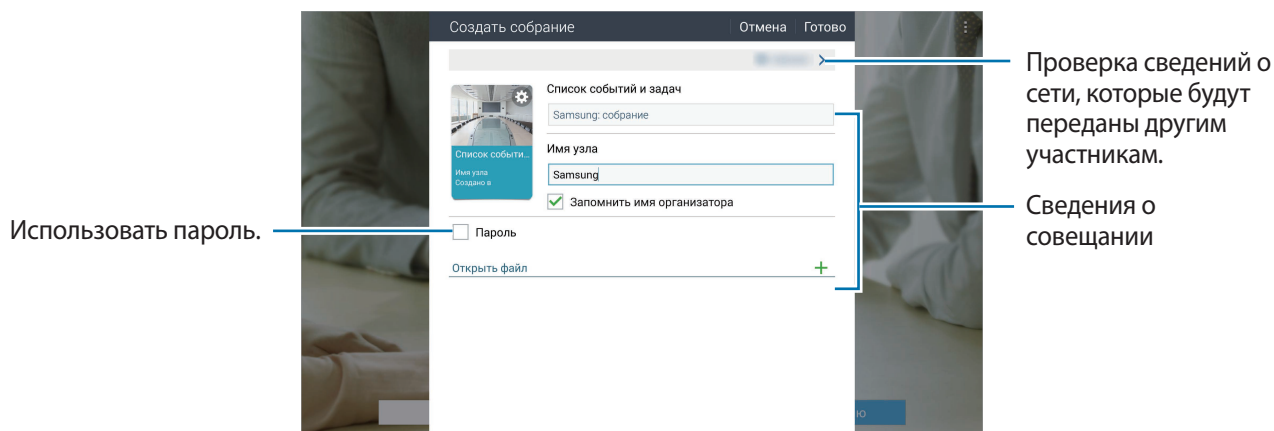 Создать собрание
Отмена
Готово
Список событий и задач
Samsung: собрание
Список событи...
Имя узла
Создано в
Имя узла
Samsung
Запомнить имя организатора
Пароль
Открыть файл
Использовать пароль.
Проверка сведений о
сети, которые будут
переданы другим
участникам.
Сведения о
совещании
ю